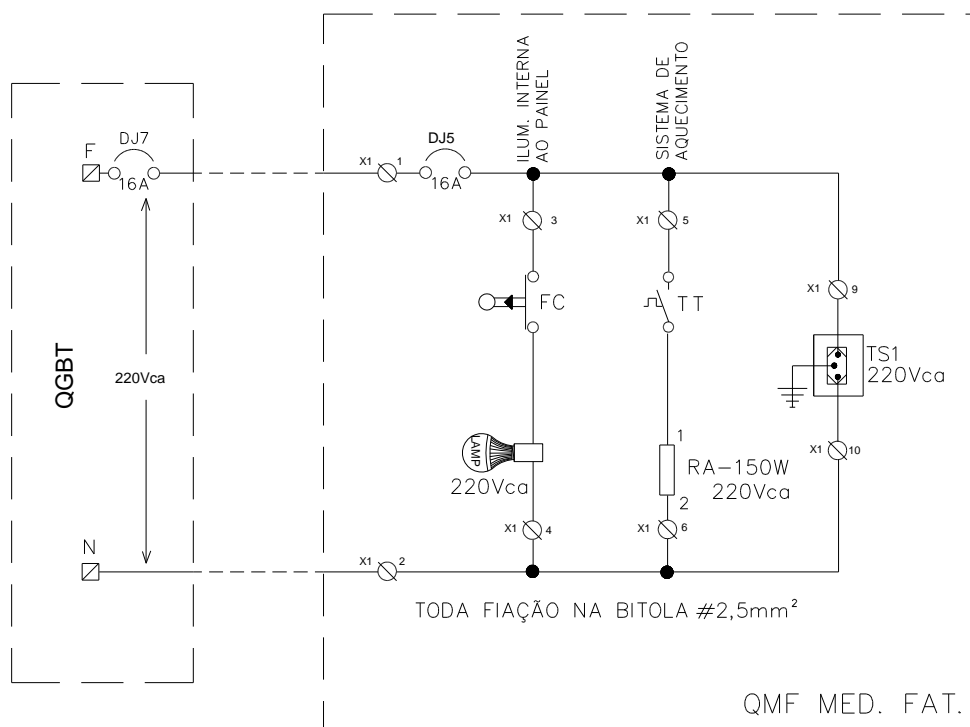 ILUM. INTERNA
AO PAINEL
SISTEMA DE
AQUECIMENTO
F
DJ7
16A
X1
1
DJ5
16A
X1
3
X1
5
FC
TT
X1
9
TS1
220Vca
QGBT
220Vca
LAMP
220Vca
1
RA-150W
220Vca
2
X1
10
X1
4
X1
6
N
X1
2
TODA FIAÇÃO NA BITOLA #2,5mm²
QMF MED. FAT.